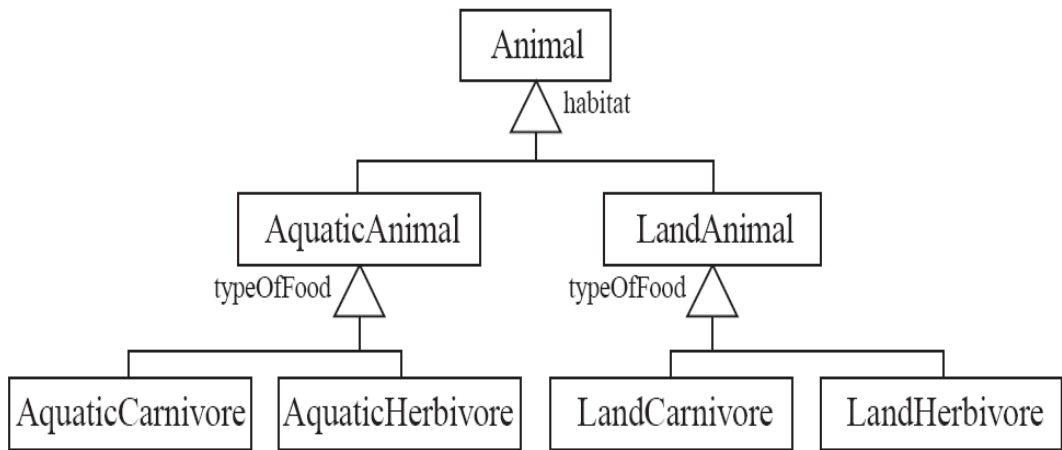 Animal
habitat
AquaticAnimal
LandAnimal
typeOfFood
typeOfFood
AquaticCarnivore
AquaticHerbivore
LandCarnivore
LandHerbivore